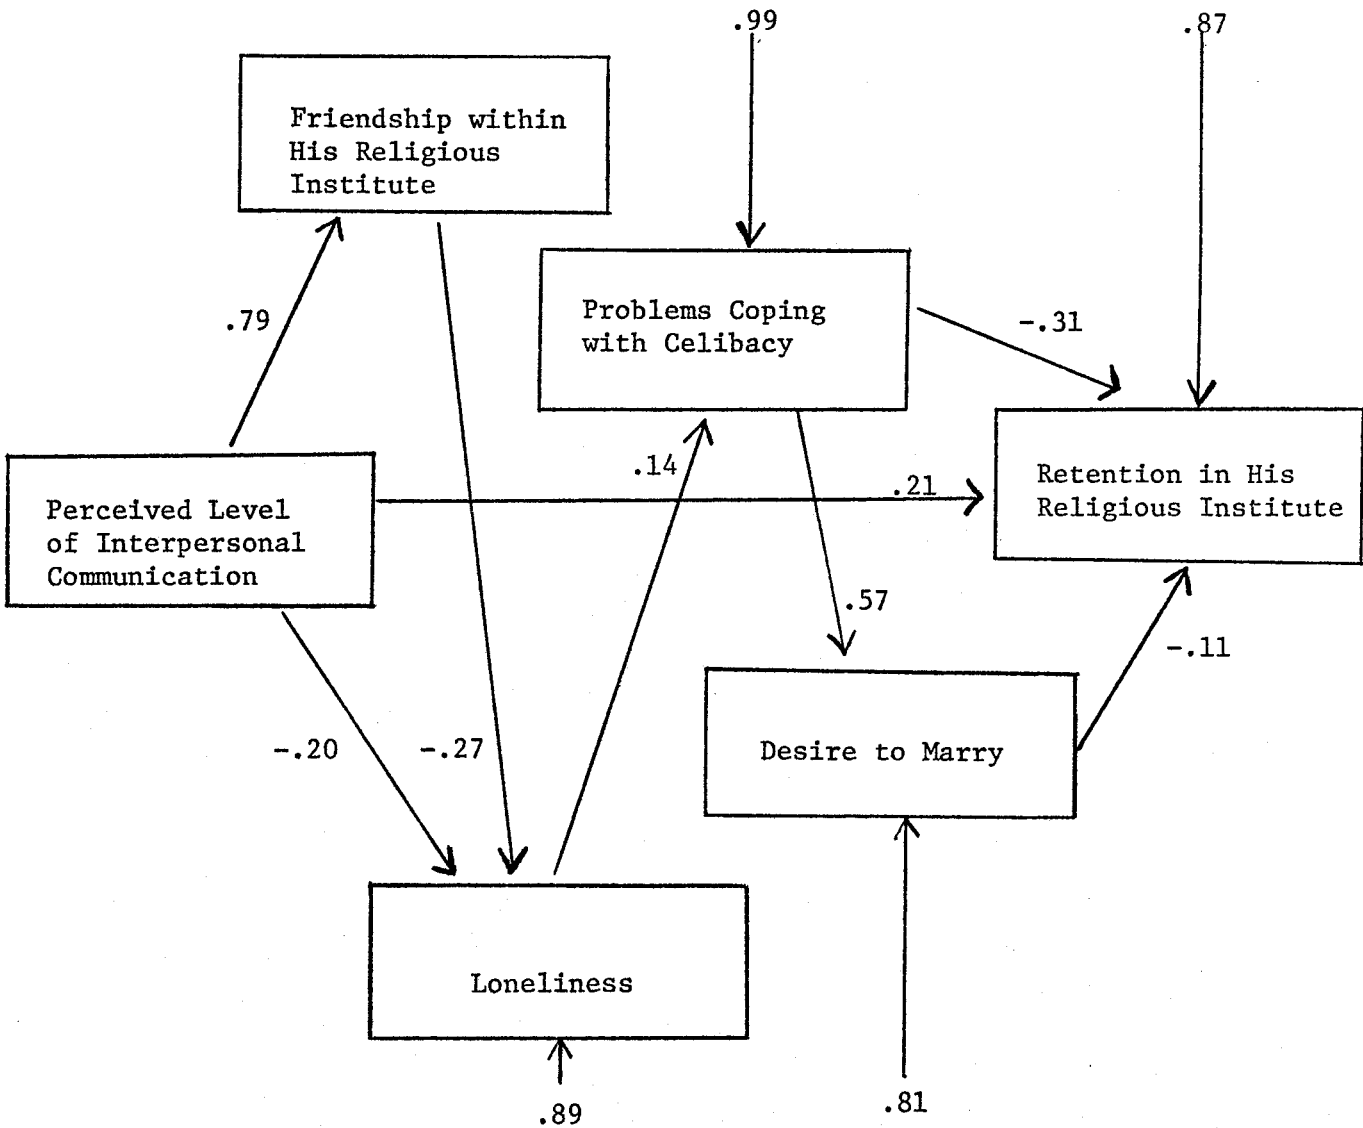 .99
.87
Friendship within
His Religious
Institute
Problems Coping
with Celibacy
.79
-.31
.14
.21
Retention in His
Religious Institute
Perceived Level
of Interpersonal
Communication
.57
-.11
-.20
-.27
Desire to Marry
Loneliness
.89
.81